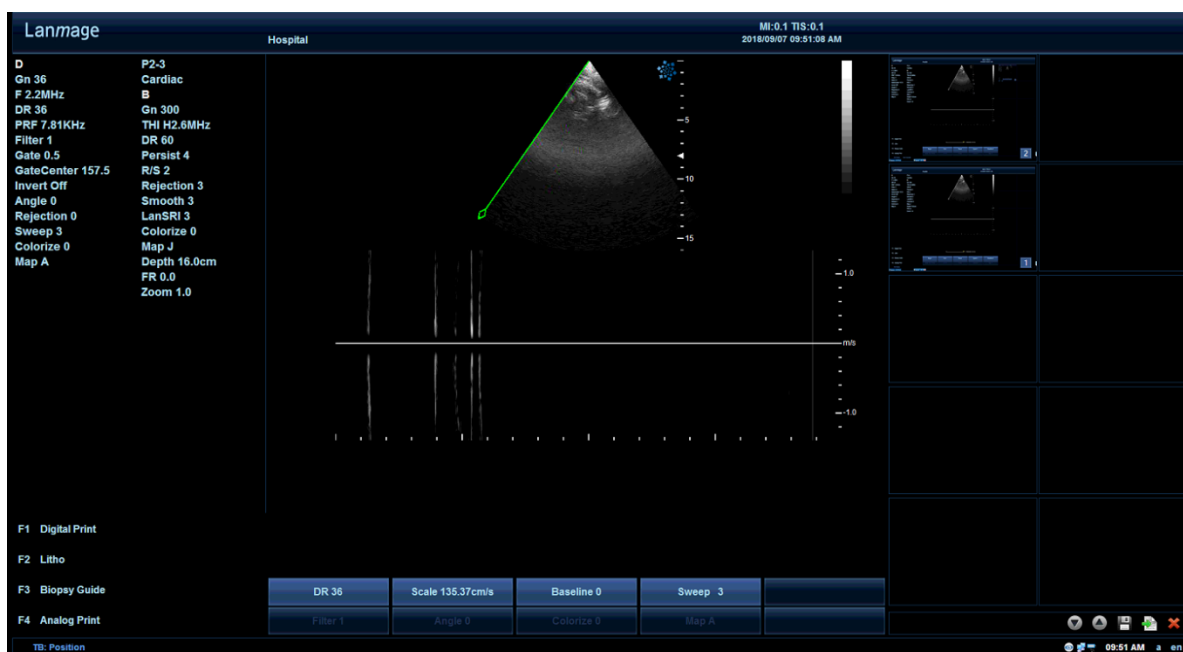 Lanmage
Hospital
MI:0.1 TIS:0.1
2018/09/07 09:51:08 AM
D
Gn 36
F 2.2MHz
DR 36
PRF 7.81KHz
Filter 1
Gate 0.5
GateCenter 157.5
Invert Off
Angle 0
Rejection 0
Sweep 3
Colorize 0
Map A
P2-3
Cardiac
B
Gn 300
THI H2.6MHz
DR 60
Persist 4
R/S 2
Rejection 3
Smooth 3
LanSRI 3
Colorize 0
Map J
Depth 16.0cm
FR 0.0
Zoom 1.0
5
10
15
1.0
m/s
-1.0
2
1
F1 Digital Print
F2 Litho
F3 Biopsy Guide
F4 Analog Print
DR 36
Scale 135.37cm/s
Baseline 0
Sweep 3
Filter 1
Angle 0
Colorize 0
Map A
TB: Position
09:51 AM a en